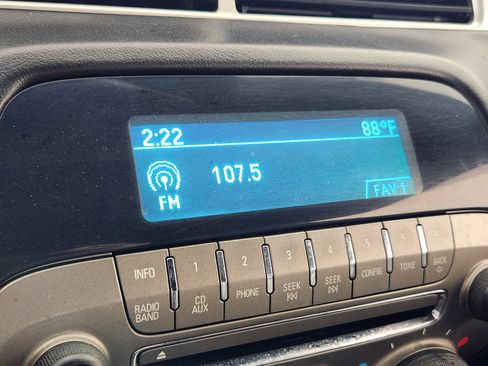 2:22 88°F
107.5
FM
FAV 1
INFO 1 2 3 4 5 6
RADIO BAND CD AUX PHONE SEEK SEEK CONFIG TONE BACK